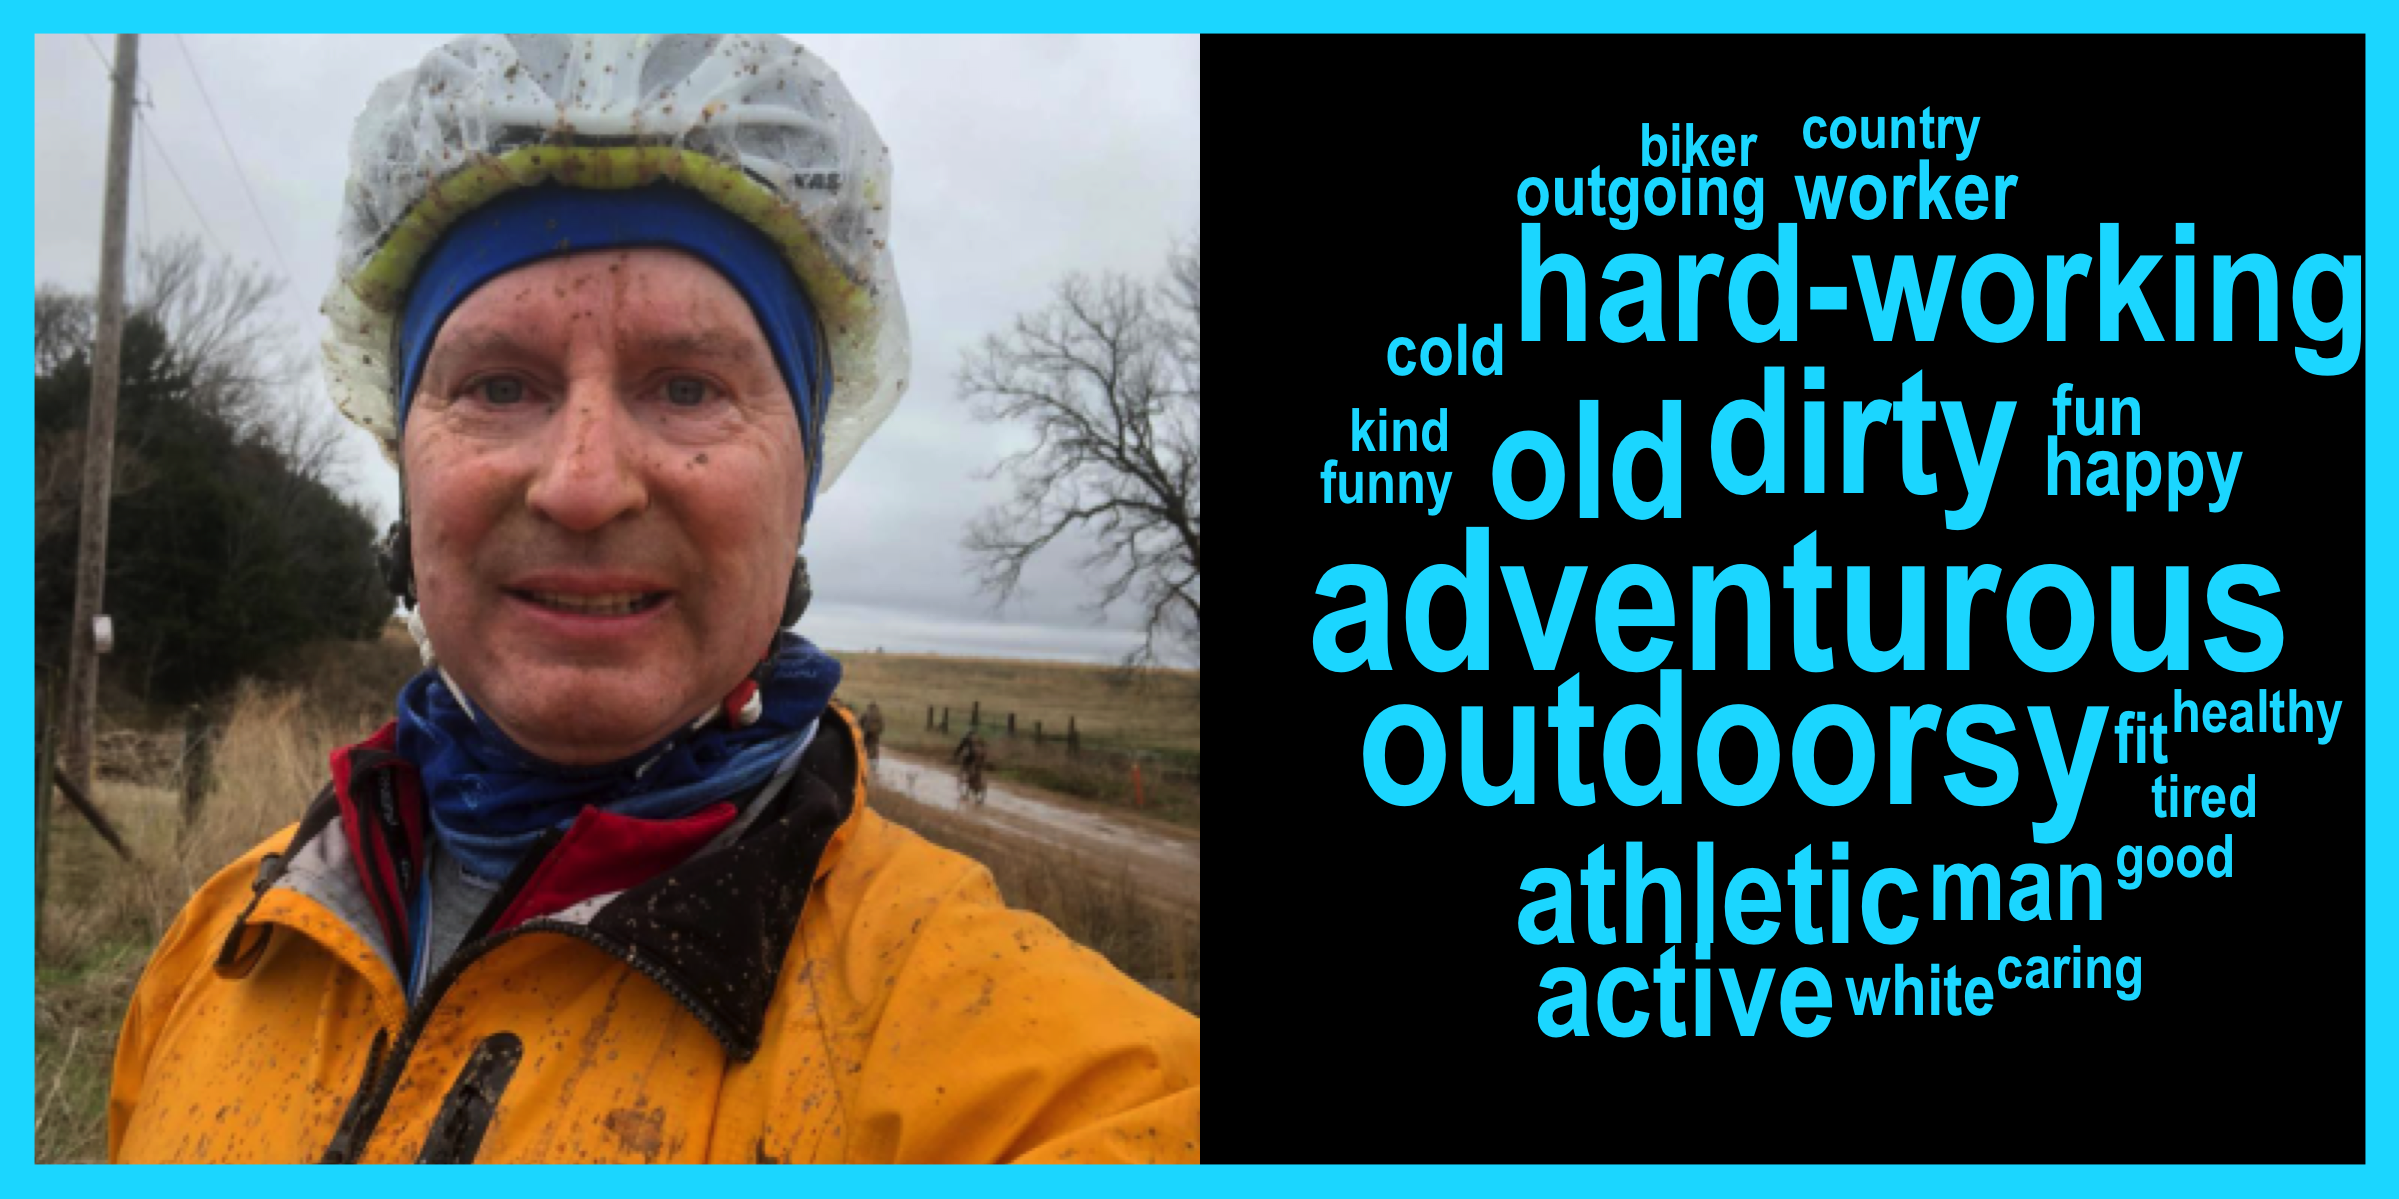 biker country
outgoing worker
hard-working
cold
old dirty fun
kind happy
funny
adventurous
outdoorsy fit healthy
tired
athletic man good
active white caring